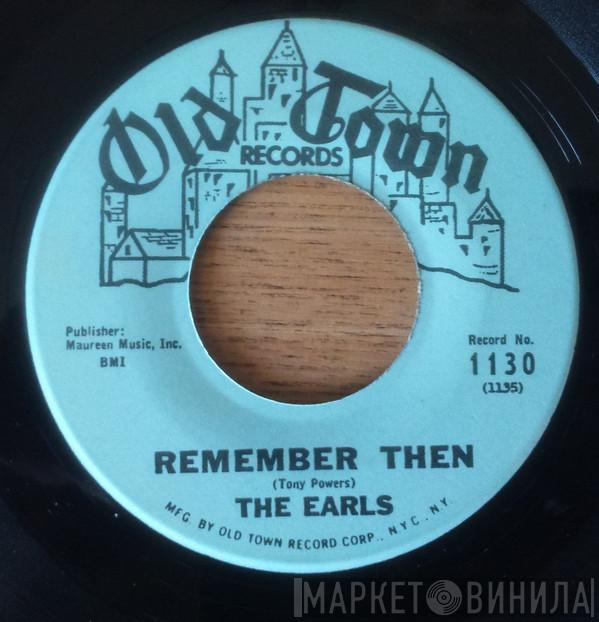 Old Town
RECORDS
Publisher:
Maureen Music, Inc.
BMI
Record No.
1130
(1135)
REMEMBER THEN
(Tony Powers)
THE EARLS
MFG. BY OLD TOWN RECORD CORP., N.Y.C., N.Y.
МАРКЕТ ВИНИЛА